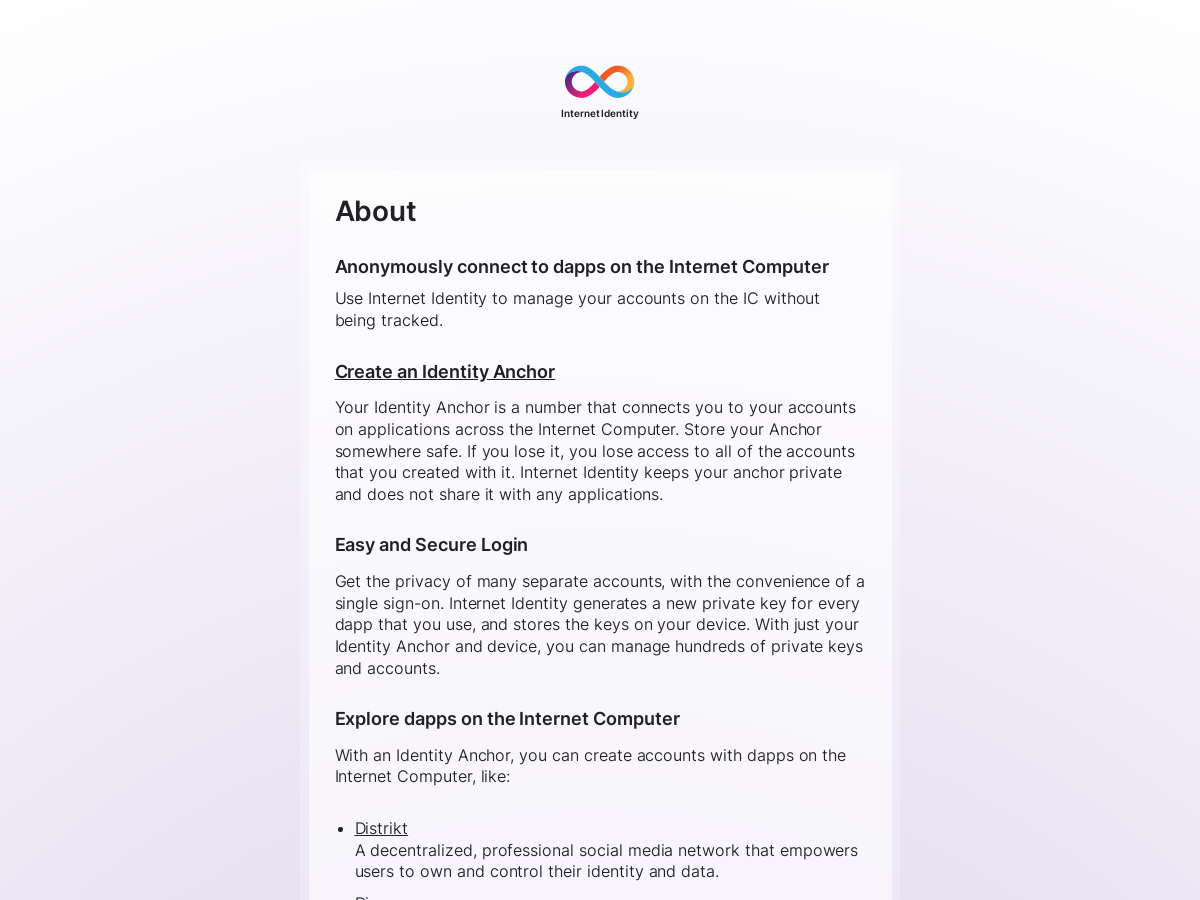 Internet Identity
About
Anonymously connect to dapps on the Internet Computer
Use Internet Identity to manage your accounts on the IC without
being tracked.
Create an Identity Anchor
Your Identity Anchor is a number that connects you to your accounts
on applications across the Internet Computer. Store your Anchor
somewhere safe. If you lose it, you lose access to all of the accounts
that you created with it. Internet Identity keeps your anchor private
and does not share it with any applications.
Easy and Secure Login
Get the privacy of many separate accounts, with the convenience of a
single sign-on. Internet Identity generates a new private key for every
dapp that you use, and stores the keys on your device. With just your
Identity Anchor and device, you can manage hundreds of private keys
and accounts.
Explore dapps on the Internet Computer
With an Identity Anchor, you can create accounts with dapps on the
Internet Computer, like:
• Distrikt
A decentralized, professional social media network that empowers
users to own and control their identity and data.